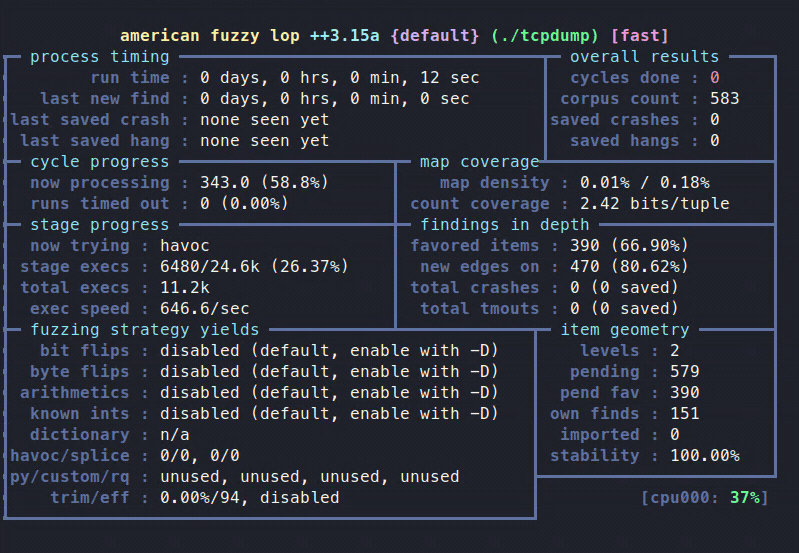 american fuzzy lop ++3.15a {default} (./tcpdump) [fast]
process timing
run time : 0 days, 0 hrs, 0 min, 12 sec
last new find : 0 days, 0 hrs, 0 min, 0 sec
last saved crash : none seen yet
last saved hang : none seen yet
overall results
cycles done : 0
corpus count : 583
saved crashes : 0
saved hangs : 0
cycle progress
now processing : 343.0 (58.8%)
runs timed out : 0 (0.00%)
map coverage
map density : 0.01% / 0.18%
count coverage : 2.42 bits/tuple
stage progress
now trying : havoc
stage execs : 6480/24.6k (26.37%)
total execs : 11.2k
exec speed : 646.6/sec
findings in depth
favored items : 390 (66.90%)
new edges on : 470 (80.62%)
total crashes : 0 (0 saved)
total tmouts : 0 (0 saved)
fuzzing strategy yields
bit flips : disabled (default, enable with -D)
byte flips : disabled (default, enable with -D)
arithmetics : disabled (default, enable with -D)
known ints : disabled (default, enable with -D)
dictionary : n/a
havoc/splice : 0/0, 0/0
py/custom/rq : unused, unused, unused, unused
trim/eff : 0.00%/94, disabled
item geometry
levels : 2
pending : 579
pend fav : 390
own finds : 151
imported : 0
stability : 100.00%
[cpu000: 37%]